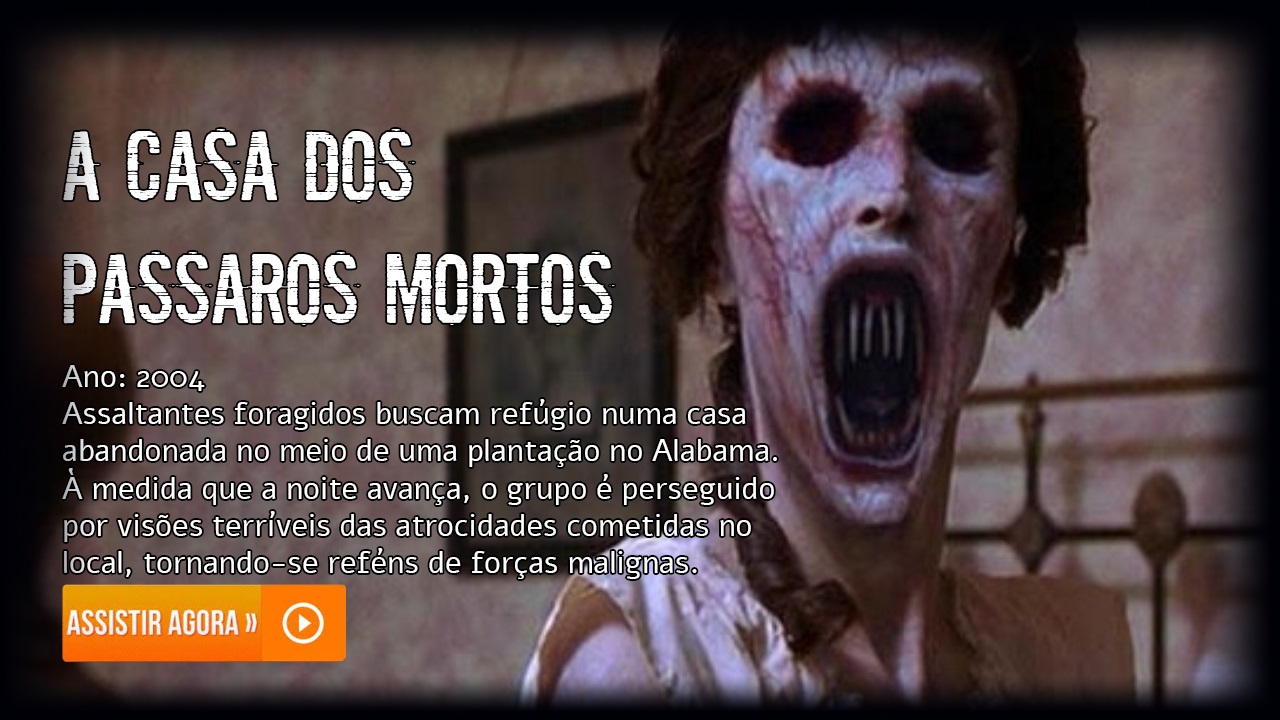 A CASA DOS
PASSAROS MORTOS
Ano: 2004
Assaltantes foragidos buscam refúgio numa casa
abandonada no meio de uma plantação no Alabama.
À medida que a noite avança, o grupo é perseguido
por visões terríveis das atrocidades cometidas no
local, tornando-se reféns de forças malignas.
ASSISTIR AGORA »